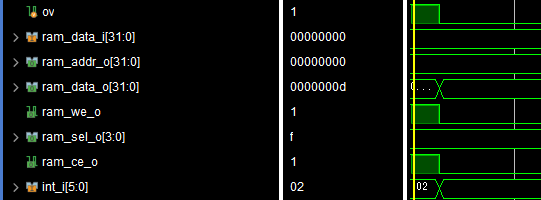 ov 1
ram_data_i[31:0] 00000000
ram_addr_o[31:0] 00000000
ram_data_o[31:0] 0000000d 0...
ram_we_o 1
ram_sel_o[3:0] f
ram_ce_o 1
int_i[5:0] 02 02